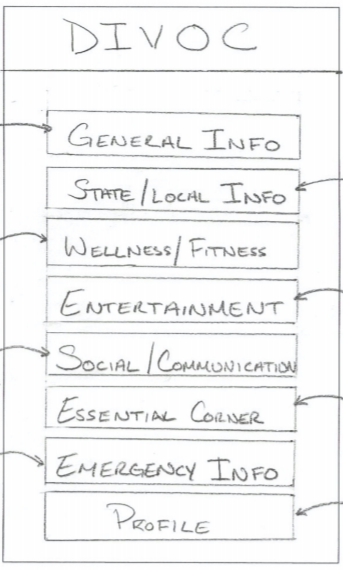 DIVOC
GENERAL INFO
STATE/LOCAL INFO
WELLNESS/FITNESS
ENTERTAINMENT
SOCIAL/COMMUNICATION
ESSENTIAL CORNER
EMERGENCY INFO
PROFILE